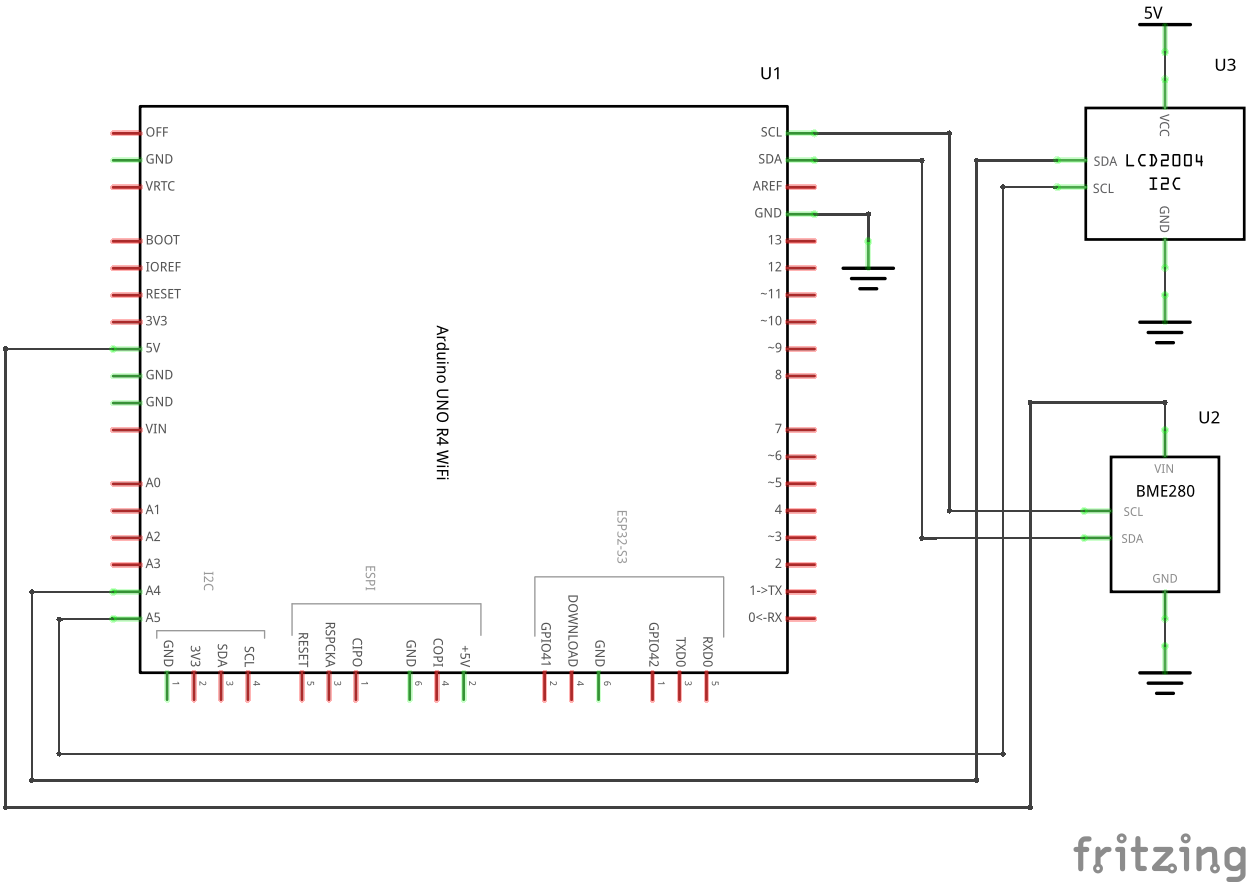 5V
U1
U3
OFF
GND
VRTC
BOOT
IOREF
RESET
3V3
5V
GND
GND
VIN
A0
A1
A2
A3
A4
A5
Arduino UNO R4 WiFi
SCL
SDA
AREF
GND
13
12
~11
~10
~9
8
7
~6
~5
4
~3
2
1->TX
0<-RX
I2C
GND
3V3
SDA
SCL
1
2
3
4
ESPI
RESET
RSPCKA
CIPO
GND
COPI
+5V
5
3
1
6
4
2
ESP32-S3
GPIO41
DOWNLOAD
GND
GPIO42
TXD0
RXD0
2
4
6
1
3
5
VCC
SDA
SCL
LCD2004
I2C
GND
U2
VIN
BME280
SCL
SDA
GND
fritzing